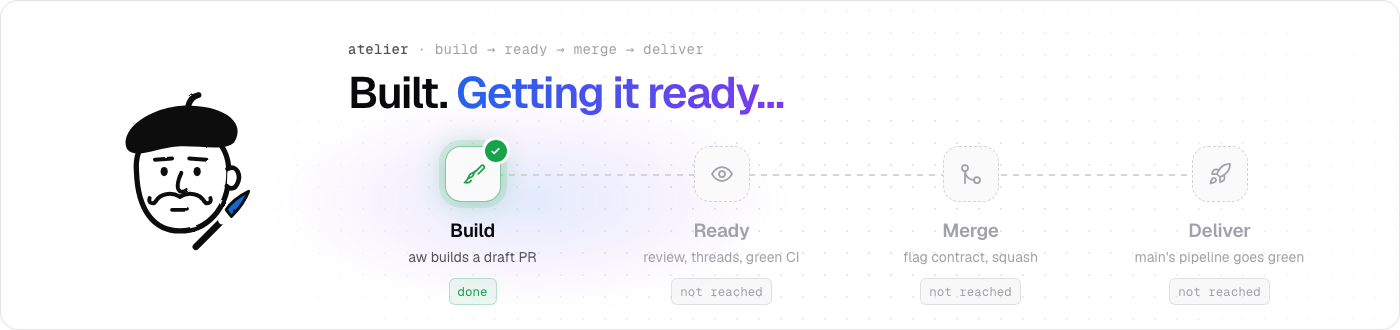 atelier · build → ready → merge → deliver
Built. Getting it ready...
Build
aw builds a draft PR
done
Ready
review, threads, green CI
not reached
Merge
flag contract, squash
not reached
Deliver
main's pipeline goes green
not reached